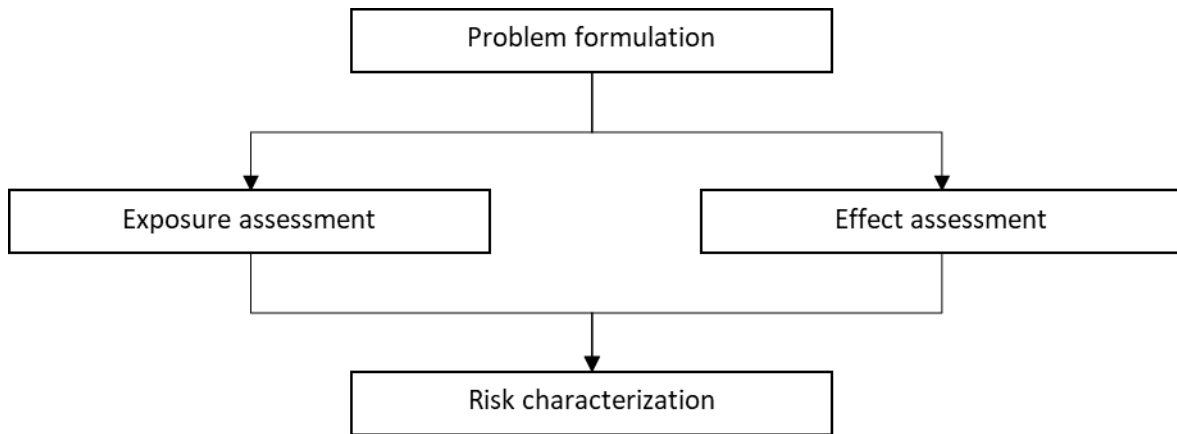 Problem formulation
Exposure assessment
Effect assessment
Risk characterization